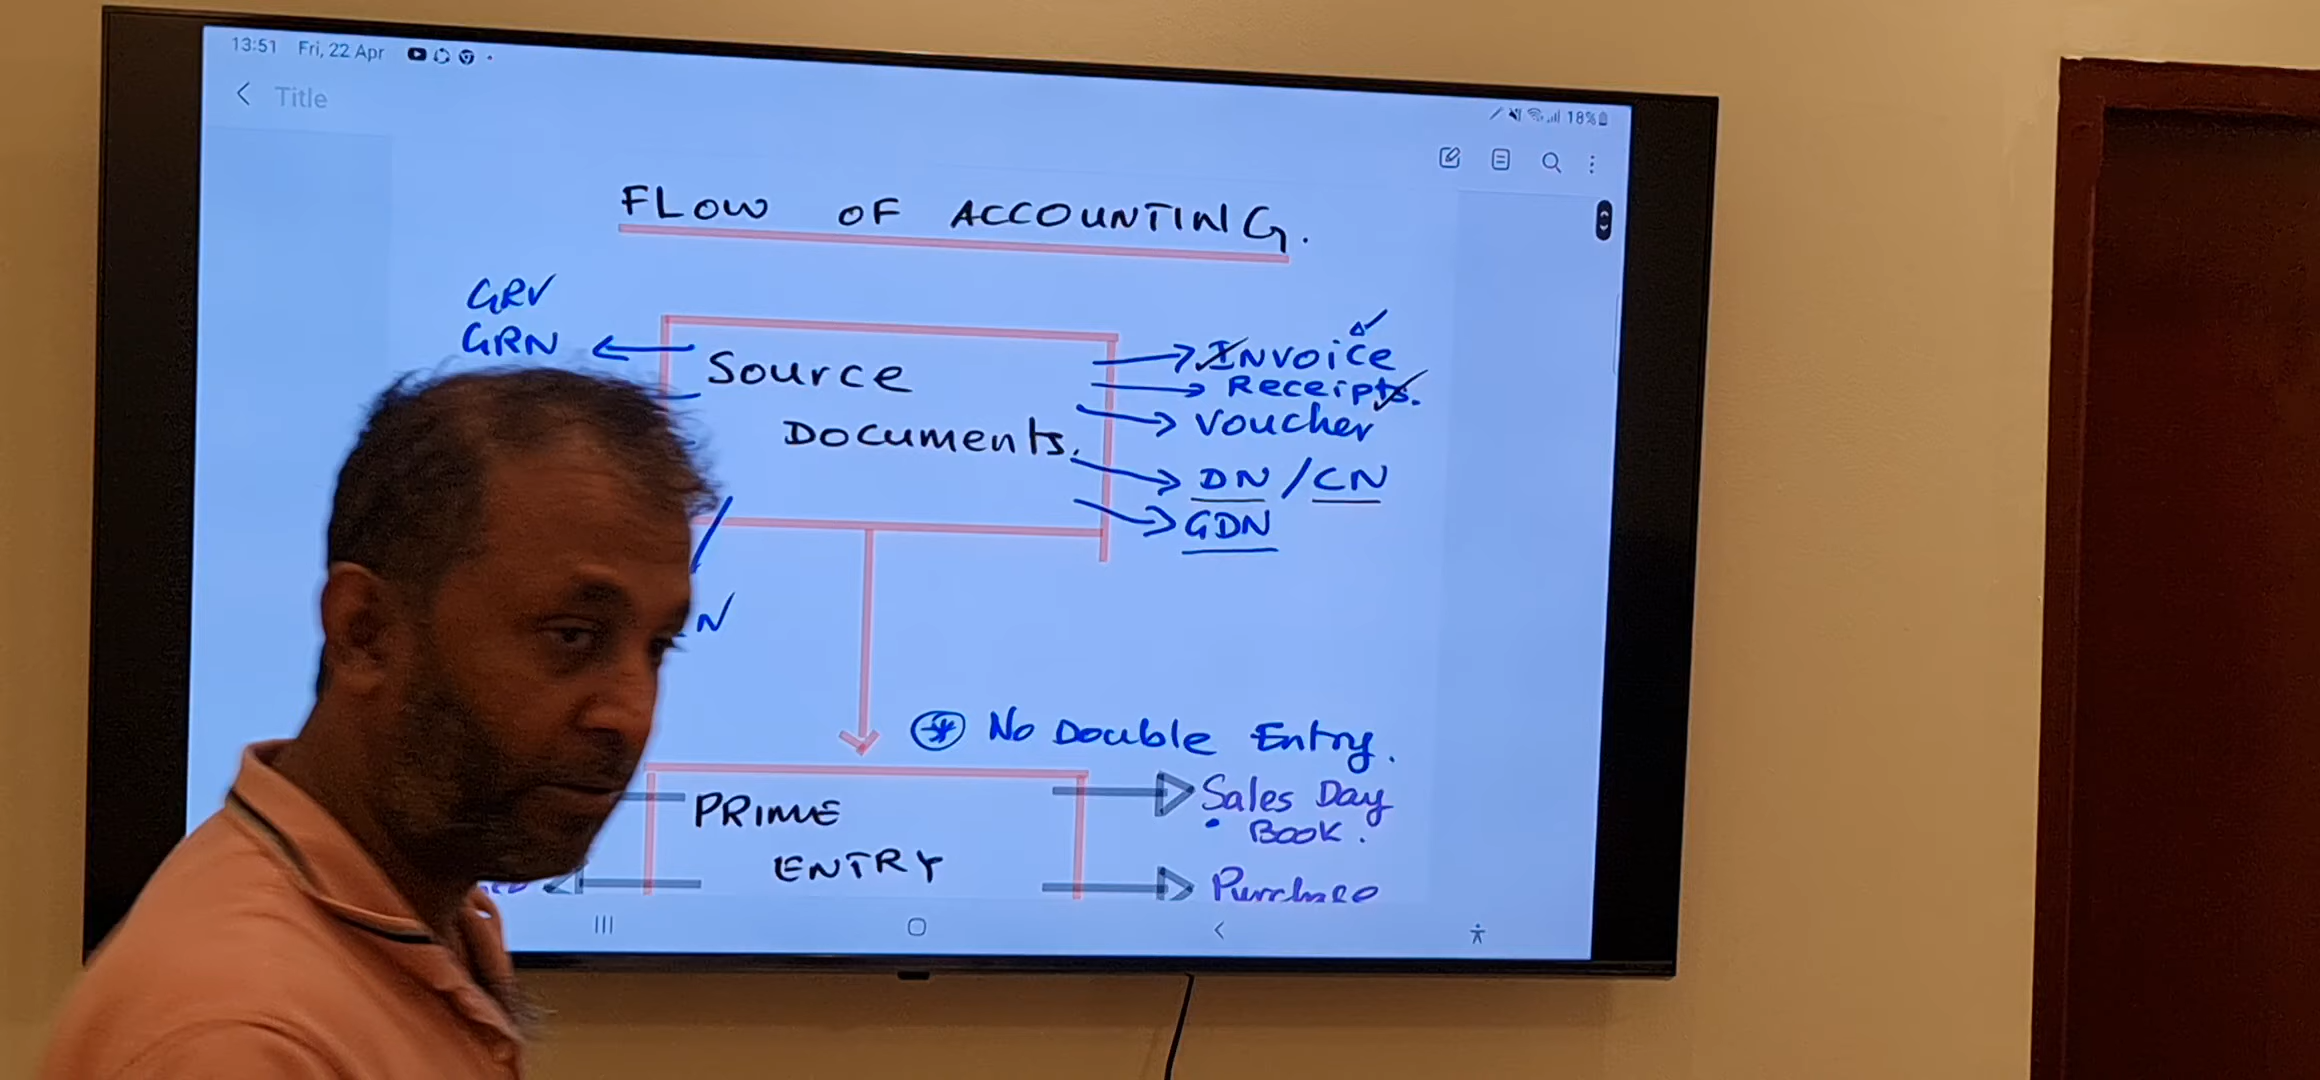 13:51 Fri, 22 Apr
18%
Title
FLOW OF ACCOUNTING.
GRV
GRN
Source
Documents.
Invoice
Receipts.
Voucher
DN / CN
GDN
N
No Double Entry.
PRIME
ENTRY
Sales Day
Book.
Purchase